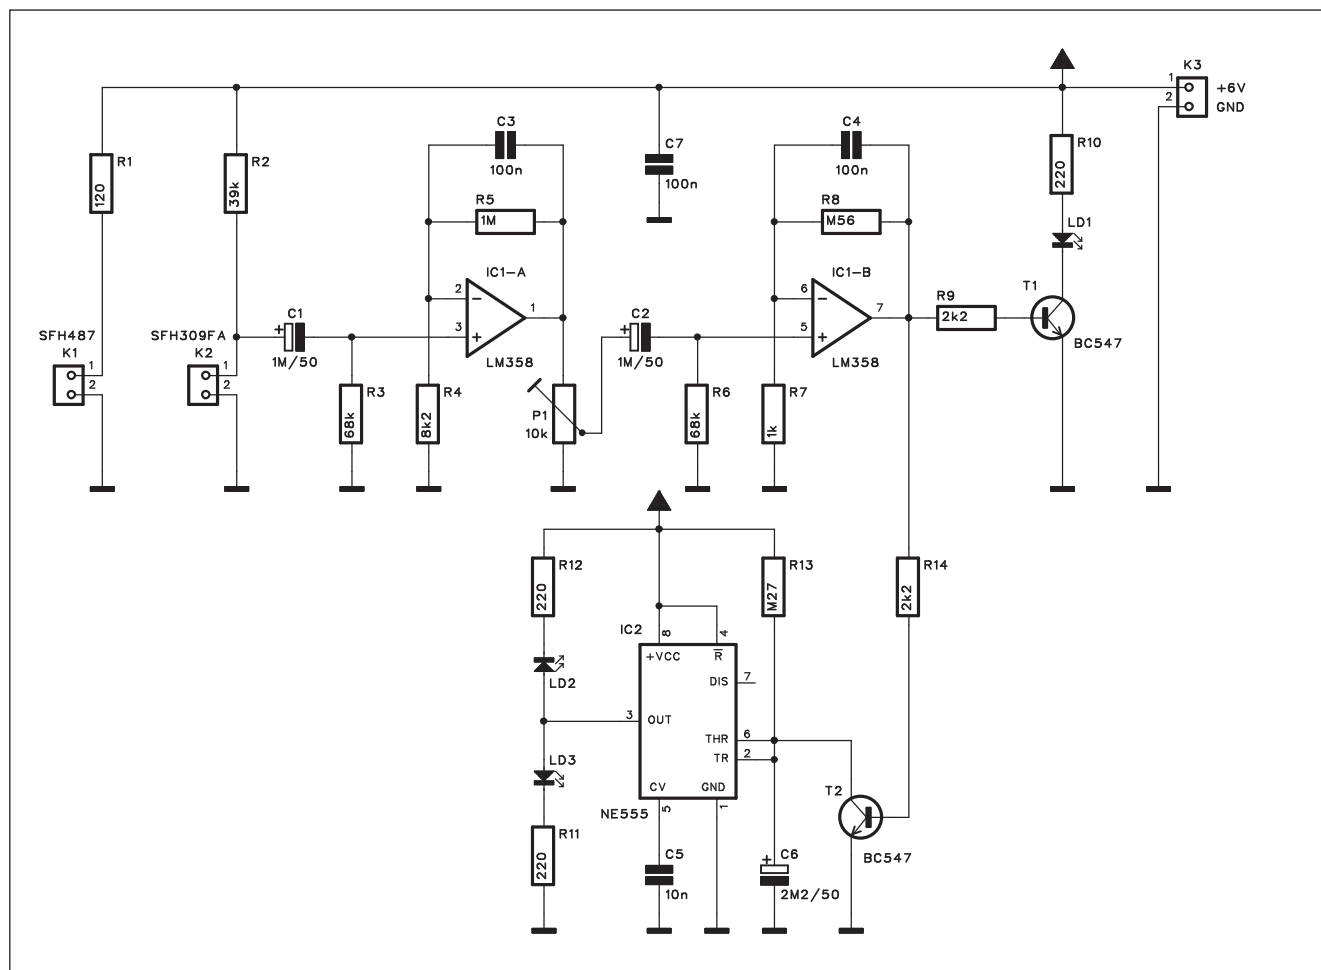 K3
1
+6V
2
GND
C3
100n
C7
100n
C4
100n
R10
220
R1
120
R2
39k
R5
1M
R8
M56
LD1
IC1-A
2
3
1
LM358
IC1-B
6
5
7
LM358
T1
BC547
R9
2k2
SFH487
K1
1
2
SFH309FA
K2
1
2
C1
+
1M/50
C2
+
1M/50
R3
68k
R4
8k2
P1
10k
R6
68k
R7
1k
R12
220
R13
M27
R14
2k2
IC2
8
4
+VCC
R
DIS
7
LD2
3
OUT
THR
6
TR
2
LD3
CV
GND
NE555
5
1
T2
BC547
R11
220
C5
10n
C6
+
2M2/50